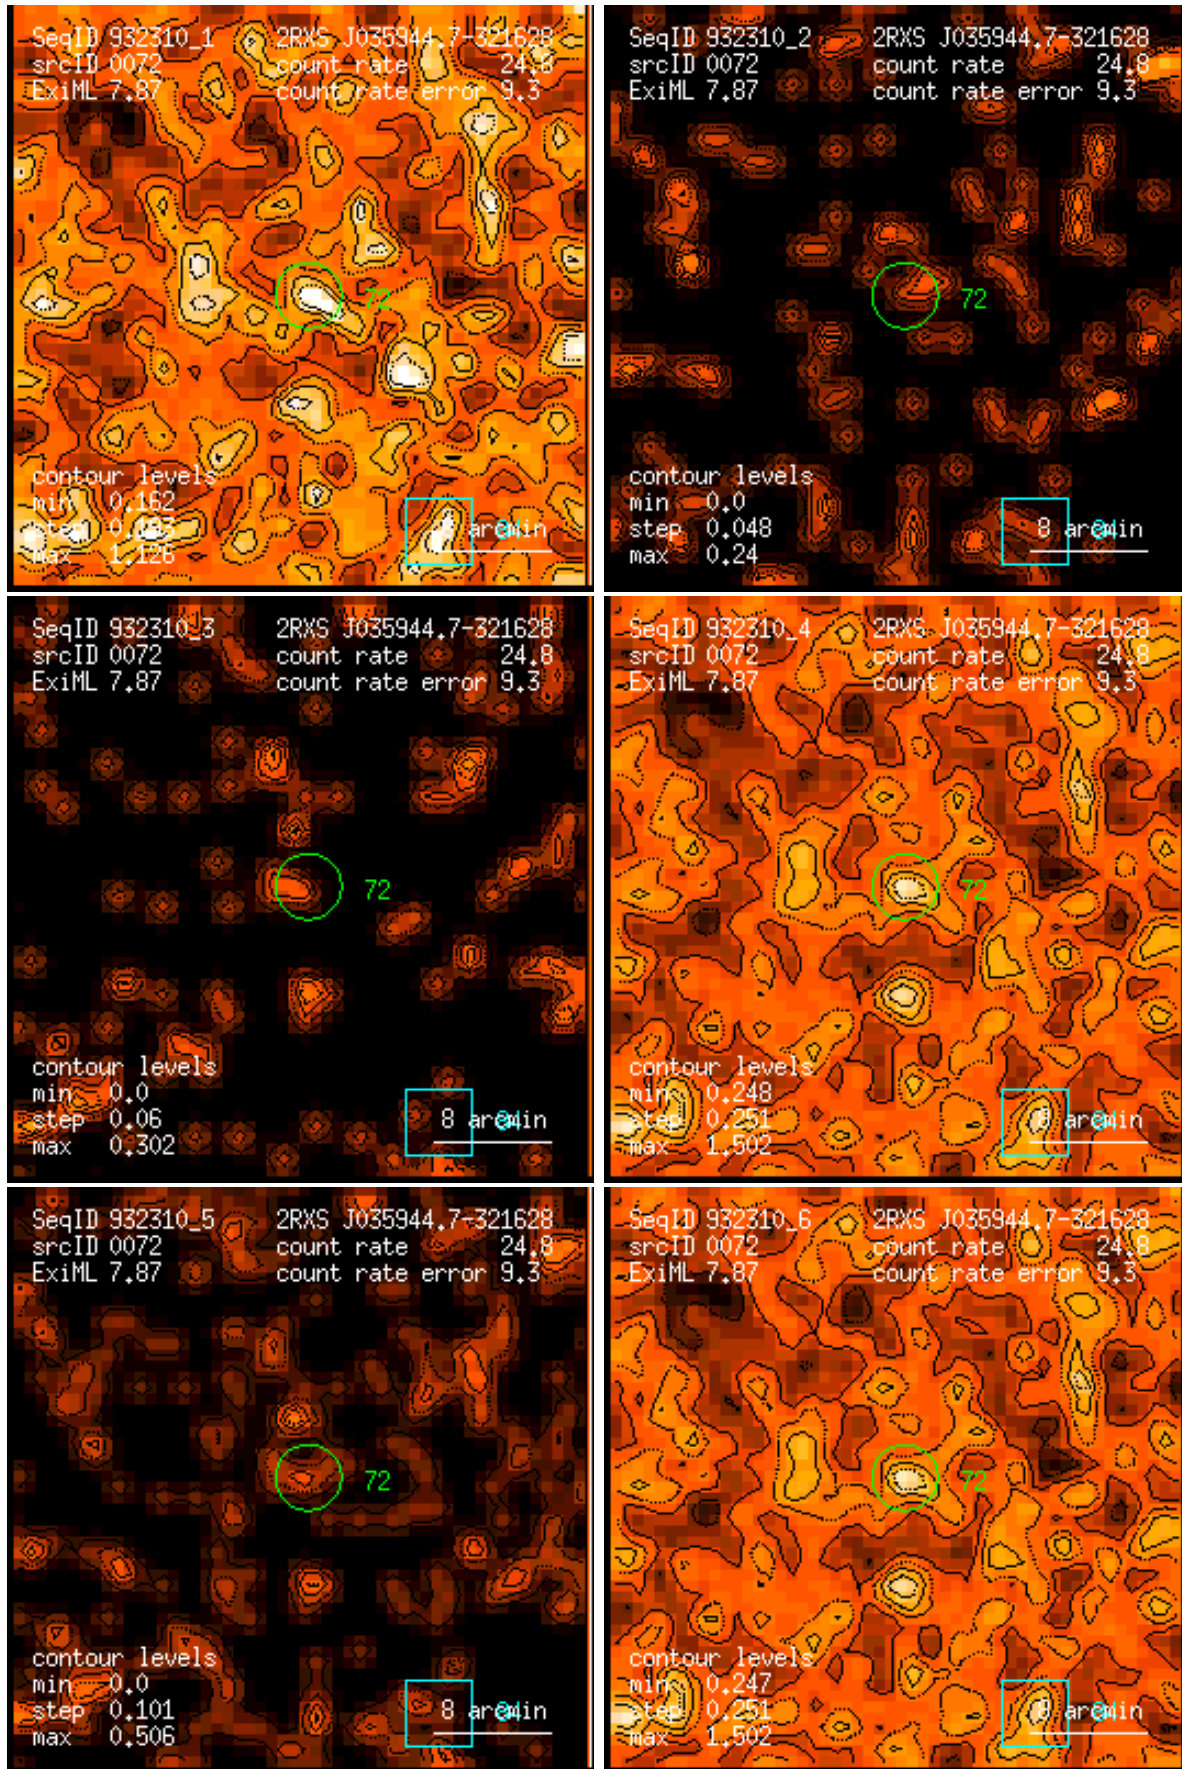 SeqID 932310_1 2RXS J035944.7-321628
srcID 0072 count rate 24.8
ExiML 7.87 count rate error 9.3
72
contour levels
min 0.162
step 0.193
max 1.126
8 arcmin
SeqID 932310_2 2RXS J035944.7-321628
srcID 0072 count rate 24.8
ExiML 7.87 count rate error 9.3
72
contour levels
min 0.0
step 0.048
max 0.24
8 arcmin
SeqID 932310_3 2RXS J035944.7-321628
srcID 0072 count rate 24.8
ExiML 7.87 count rate error 9.3
72
contour levels
min 0.0
step 0.06
max 0.302
8 arcmin
SeqID 932310_4 2RXS J035944.7-321628
srcID 0072 count rate 24.8
ExiML 7.87 count rate error 9.3
72
contour levels
min 0.248
step 0.251
max 1.502
8 arcmin
SeqID 932310_5 2RXS J035944.7-321628
srcID 0072 count rate 24.8
ExiML 7.87 count rate error 9.3
72
contour levels
min 0.0
step 0.101
max 0.506
8 arcmin
SeqID 932310_6 2RXS J035944.7-321628
srcID 0072 count rate 24.8
ExiML 7.87 count rate error 9.3
72
contour levels
min 0.247
step 0.251
max 1.502
8 arcmin